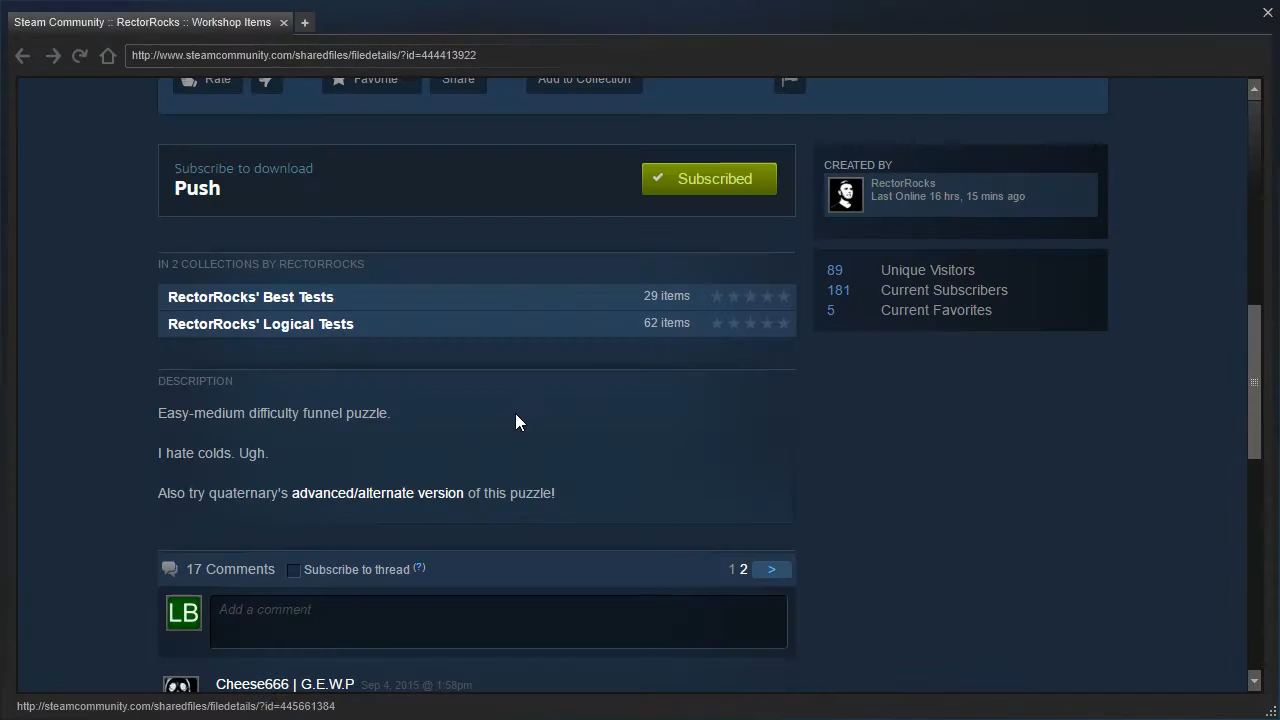 Steam Community :: RectorRocks :: Workshop Items
http://www.steamcommunity.com/sharedfiles/filedetails/?id=444413922
Rate Favorite Share Add to Collection
Subscribe to download
Push
Subscribed
CREATED BY
RectorRocks
Last Online 16 hrs, 15 mins ago
89 Unique Visitors
181 Current Subscribers
5 Current Favorites
IN 2 COLLECTIONS BY RECTORROCKS
RectorRocks' Best Tests 29 items
RectorRocks' Logical Tests 62 items
DESCRIPTION
Easy-medium difficulty funnel puzzle.
I hate colds. Ugh.
Also try quaternary's advanced/alternate version of this puzzle!
17 Comments Subscribe to thread (?) 1 2 >
LB
Add a comment
Cheese666 | G.E.W.P Sep 4, 2015 @ 1:58pm
http://steamcommunity.com/sharedfiles/filedetails/?id=445661384